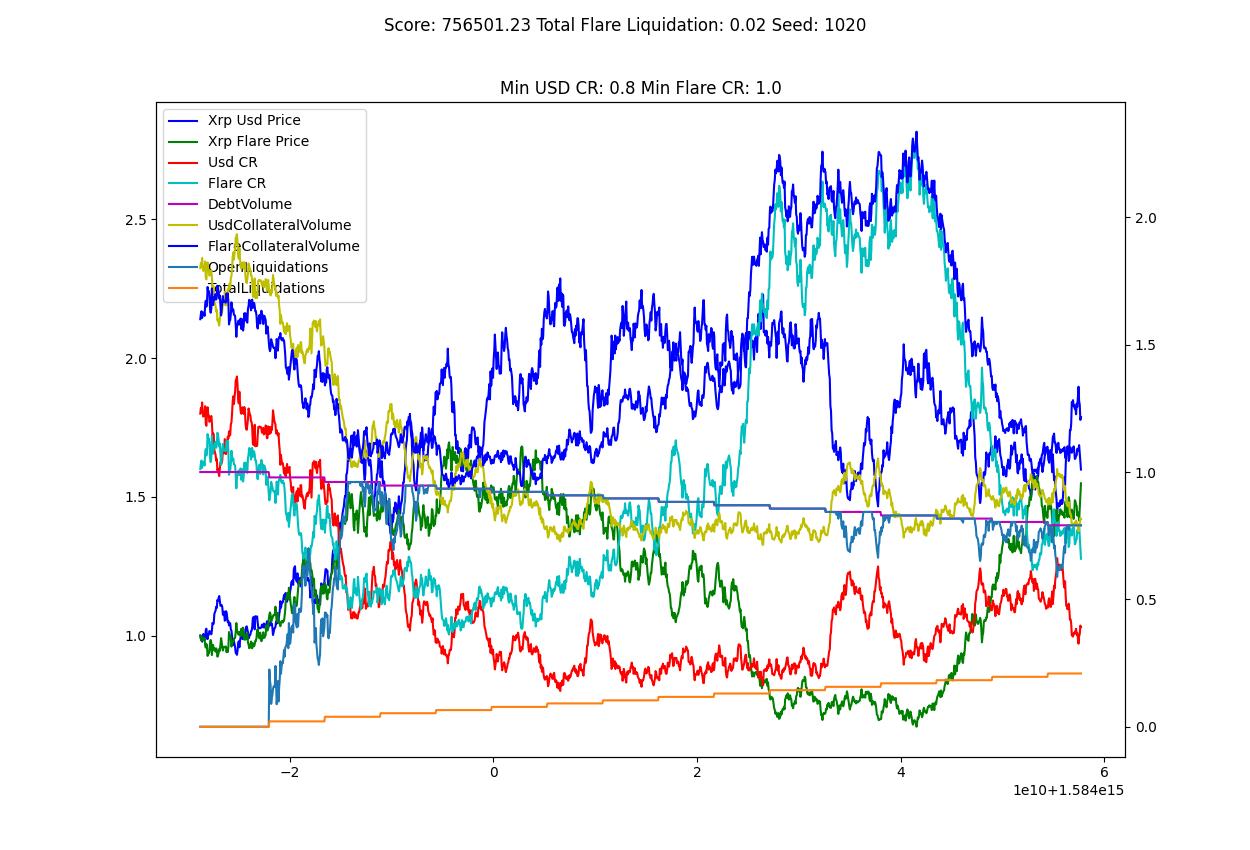 Score: 756501.23 Total Flare Liquidation: 0.02 Seed: 1020
Min USD CR: 0.8 Min Flare CR: 1.0
Xrp Usd Price
Xrp Flare Price
Usd CR
Flare CR
DebtVolume
UsdCollateralVolume
FlareCollateralVolume
OpenLiquidations
TotalLiquidations
2.5
2.0
1.5
1.0
2.0
1.5
1.0
0.5
0.0
−2
0
2
4
6
1e10+1.584e15